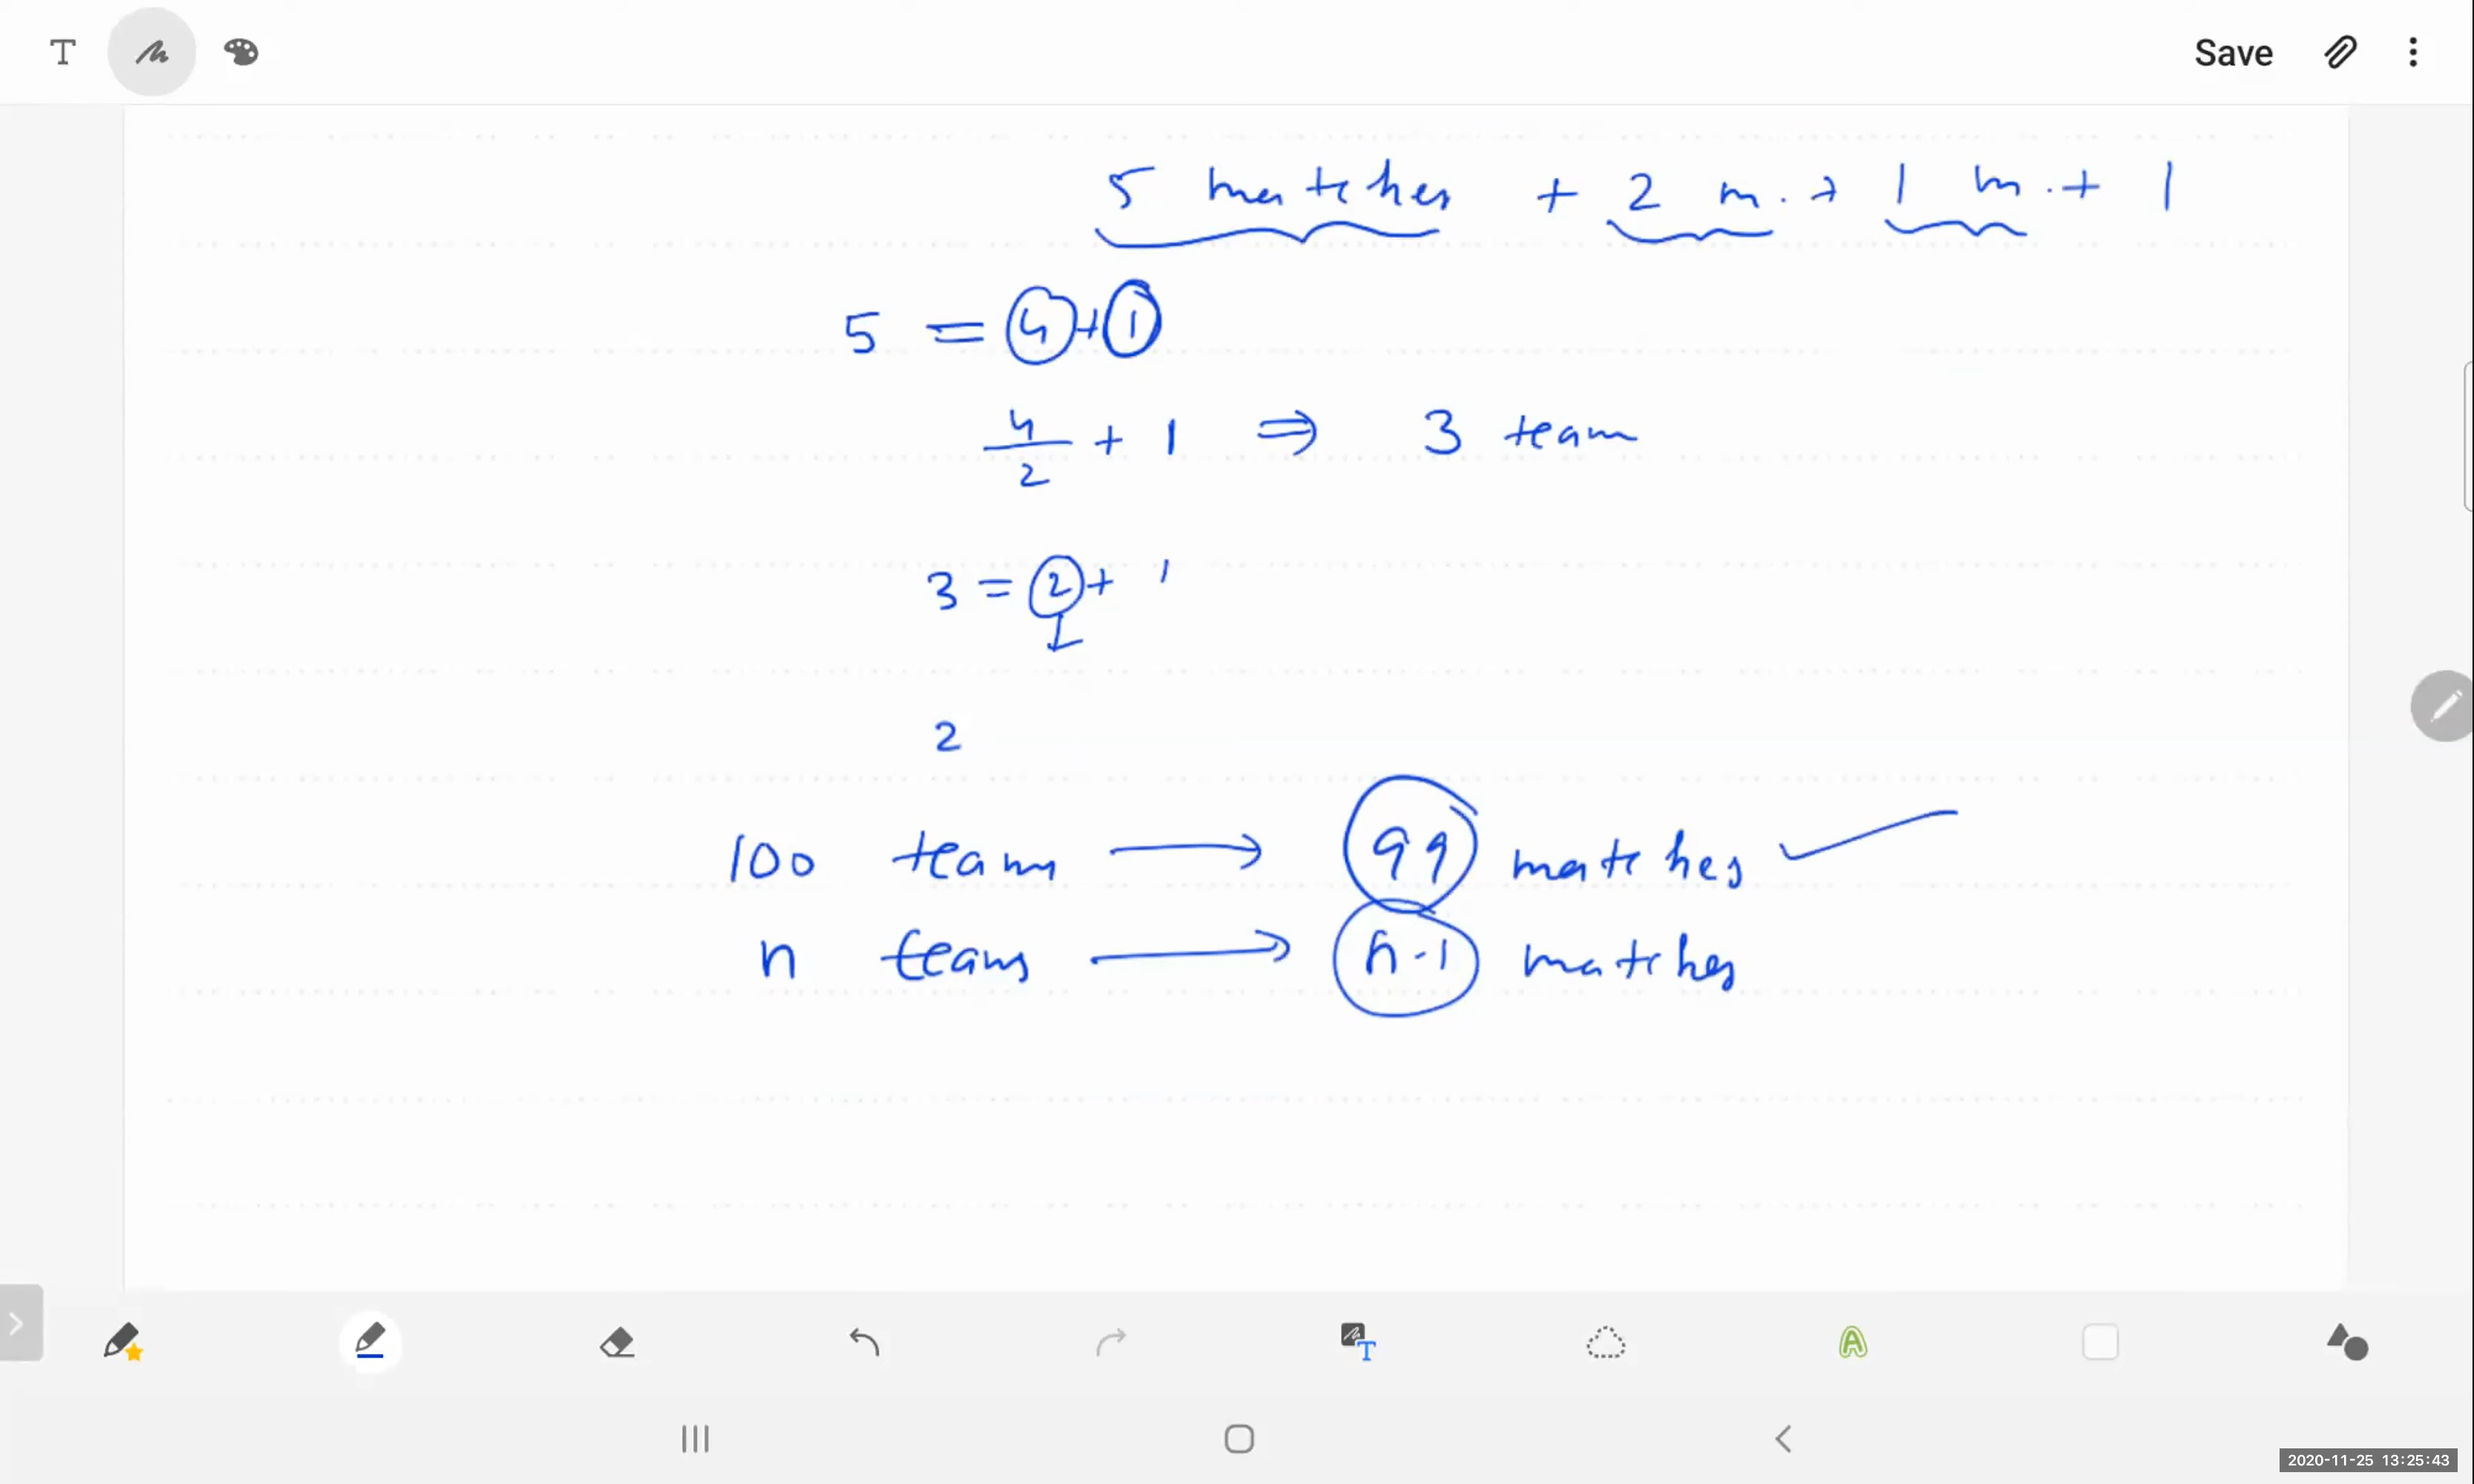 Save
5 matches + 2 m. + 1 m. + 1
5 = 4 + 1
4/2 + 1 ⇒ 3 team
3 = 2 + 1
2
100 team → 99 matches ✓
n teams → n-1 matches
2020-11-25 13:25:43